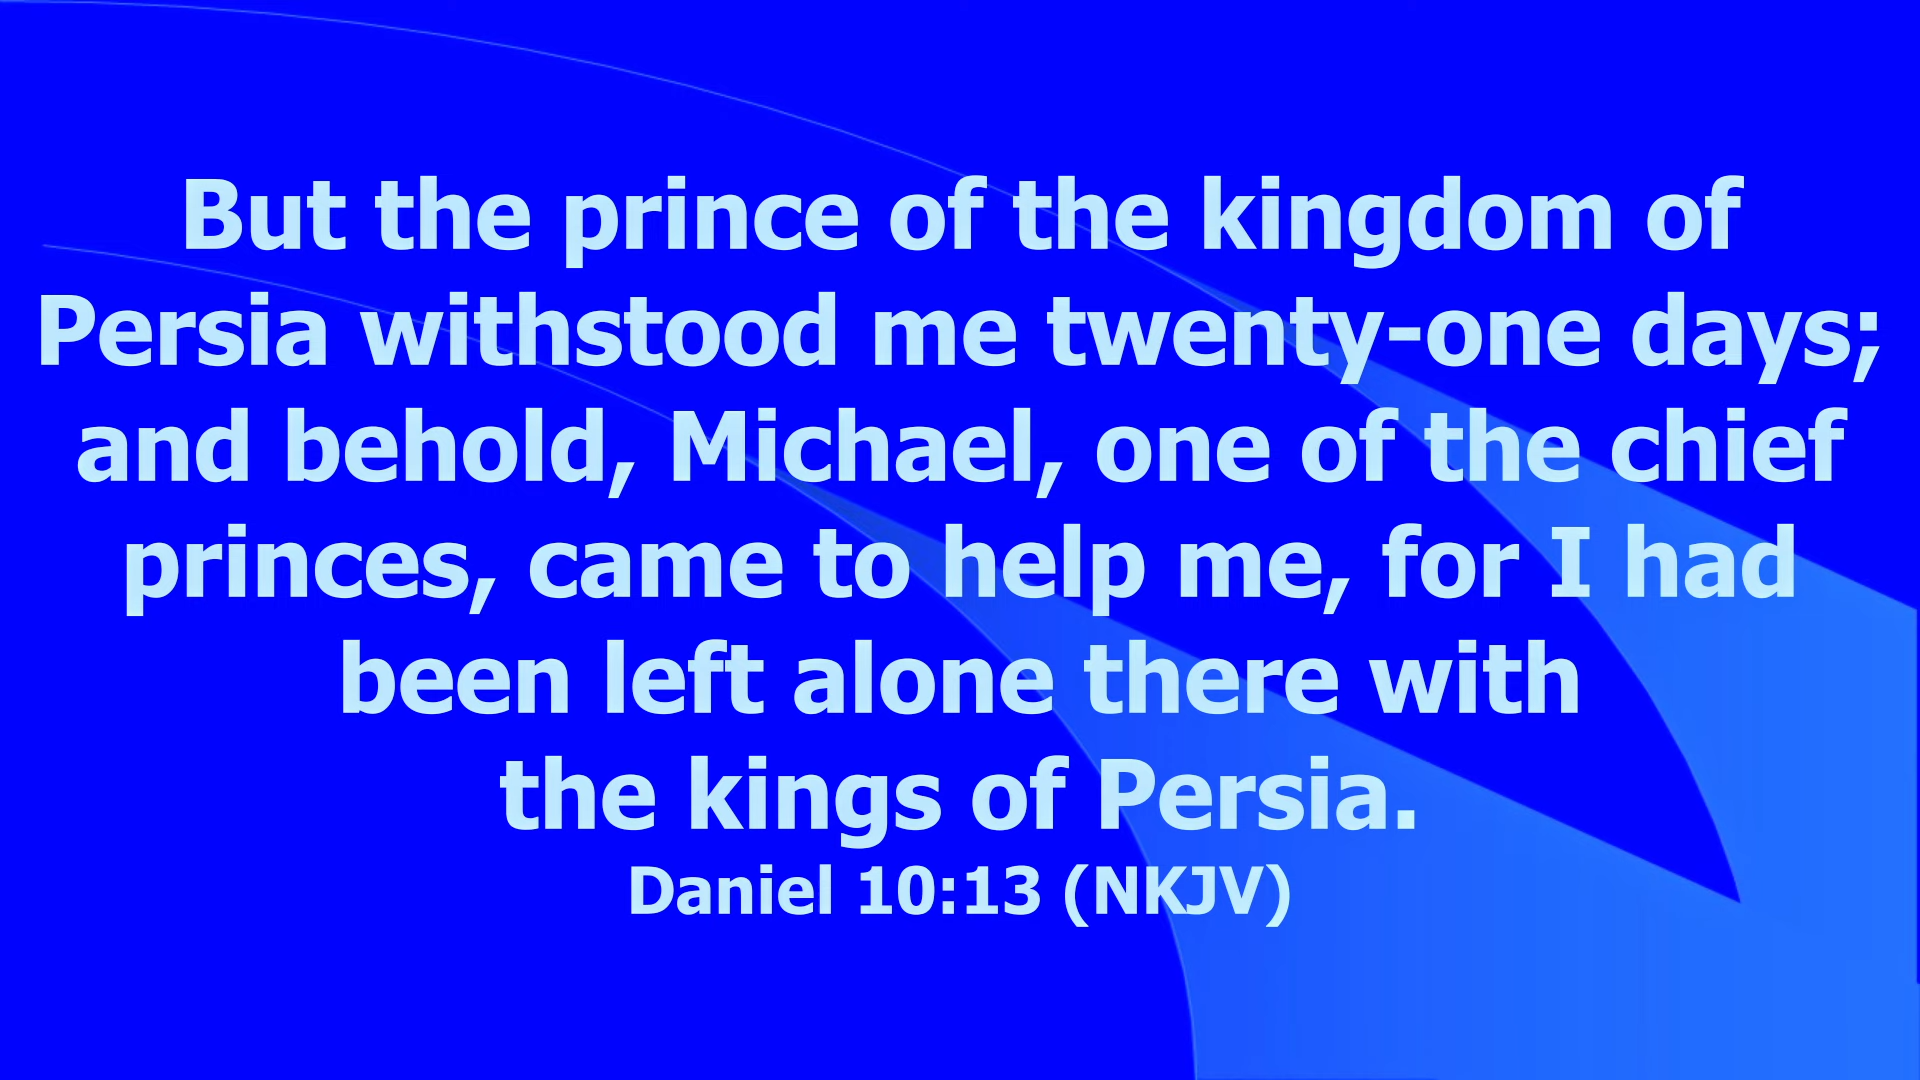 But the prince of the kingdom of
Persia withstood me twenty-one days;
and behold, Michael, one of the chief
princes, came to help me, for I had
been left alone there with
the kings of Persia.
Daniel 10:13 (NKJV)